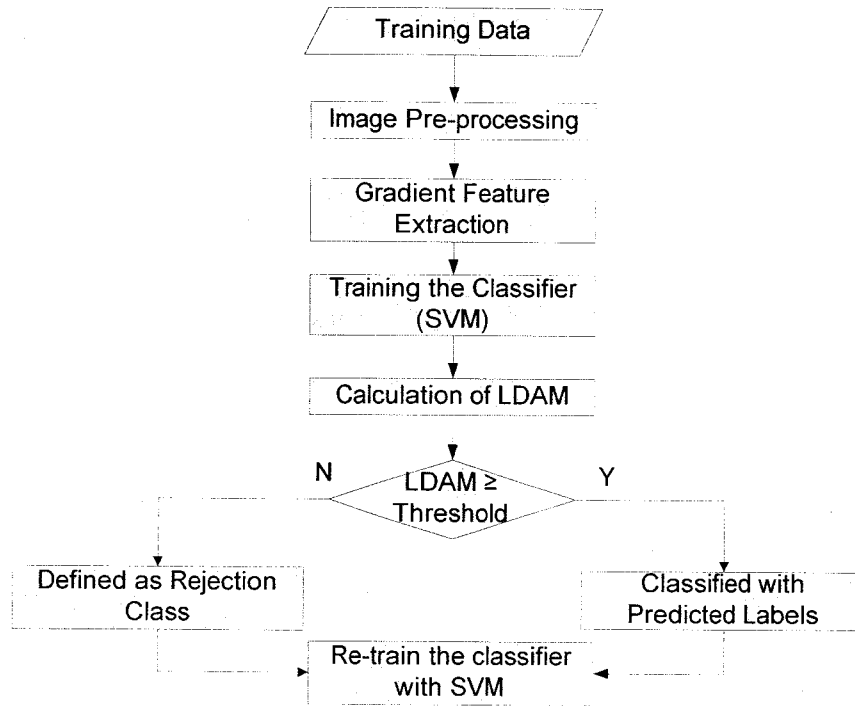 Training Data
Image Pre-processing
Gradient Feature
Extraction
Training the Classifier
(SVM)
Calculation of LDAM
N
LDAM ≥
Threshold
Y
Defined as Rejection
Class
Classified with
Predicted Labels
Re-train the classifier
with SVM